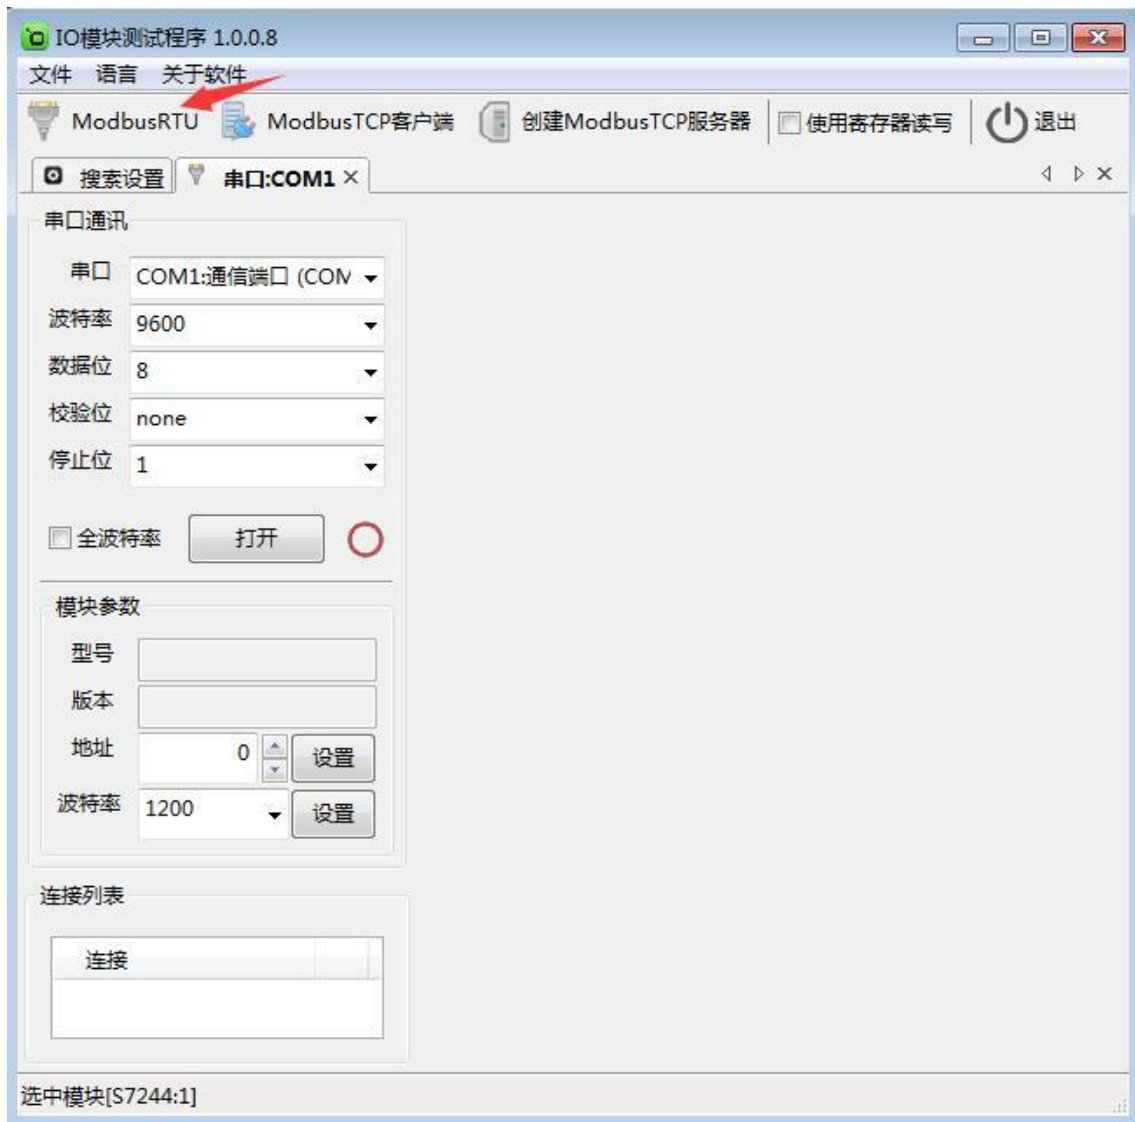 IO模块测试程序 1.0.0.8
文件 语言 关于软件
ModbusRTU ModbusTCP客户端 创建ModbusTCP服务器 使用寄存器读写 退出
搜索设置 串口:COM1
串口通讯
串口 COM1:通信端口 (COM
波特率 9600
数据位 8
校验位 none
停止位 1
全波特率 打开
模块参数
型号
版本
地址 0 设置
波特率 1200 设置
连接列表
连接
选中模块[S7244:1]